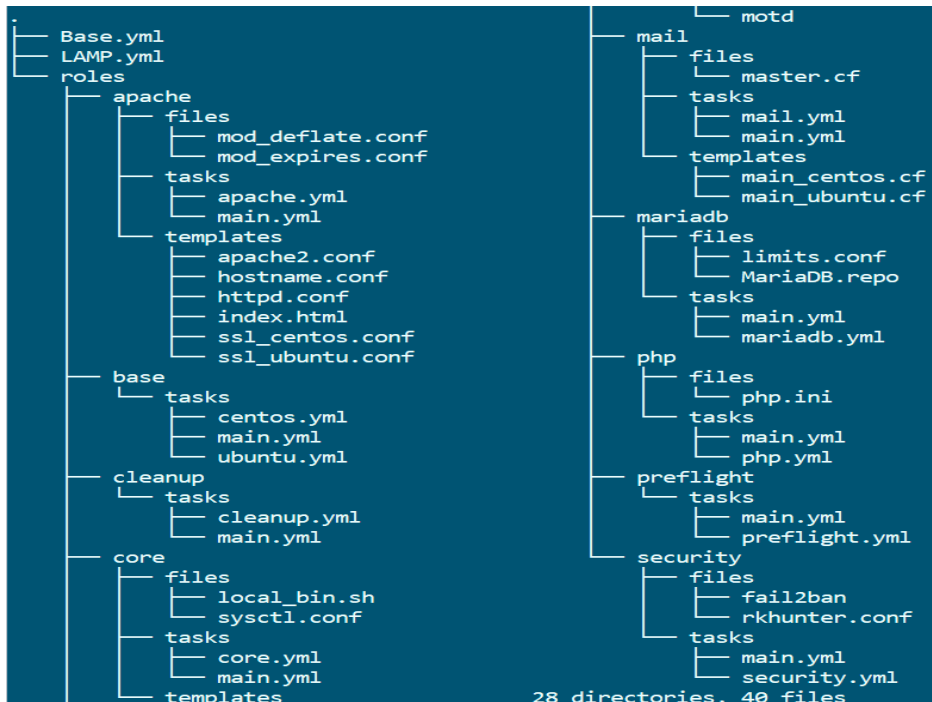 .
├── Base.yml
├── LAMP.yml
└── roles
    ├── apache
    │   ├── files
    │   │   ├── mod_deflate.conf
    │   │   └── mod_expires.conf
    │   ├── tasks
    │   │   ├── apache.yml
    │   │   └── main.yml
    │   └── templates
    │       ├── apache2.conf
    │       ├── hostname.conf
    │       ├── httpd.conf
    │       ├── index.html
    │       ├── ssl_centos.conf
    │       └── ssl_ubuntu.conf
    ├── base
    │   └── tasks
    │       ├── centos.yml
    │       ├── main.yml
    │       └── ubuntu.yml
    ├── cleanup
    │   └── tasks
    │       ├── cleanup.yml
    │       └── main.yml
    ├── core
    │   ├── files
    │   │   ├── local_bin.sh
    │   │   └── sysctl.conf
    │   ├── tasks
    │   │   ├── core.yml
    │   │   └── main.yml
    │   └── templates
    │       └── motd
    ├── mail
    │   ├── files
    │   │   └── master.cf
    │   ├── tasks
    │   │   ├── mail.yml
    │   │   └── main.yml
    │   └── templates
    │       ├── main_centos.cf
    │       └── main_ubuntu.cf
    ├── mariadb
    │   ├── files
    │   │   ├── limits.conf
    │   │   └── MariaDB.repo
    │   └── tasks
    │       ├── main.yml
    │       └── mariadb.yml
    ├── php
    │   ├── files
    │   │   └── php.ini
    │   └── tasks
    │       ├── main.yml
    │       └── php.yml
    ├── preflight
    │   └── tasks
    │       ├── main.yml
    │       └── preflight.yml
    └── security
        ├── files
        │   ├── fail2ban
        │   └── rkhunter.conf
        └── tasks
            ├── main.yml
            └── security.yml
28 directories, 40 files